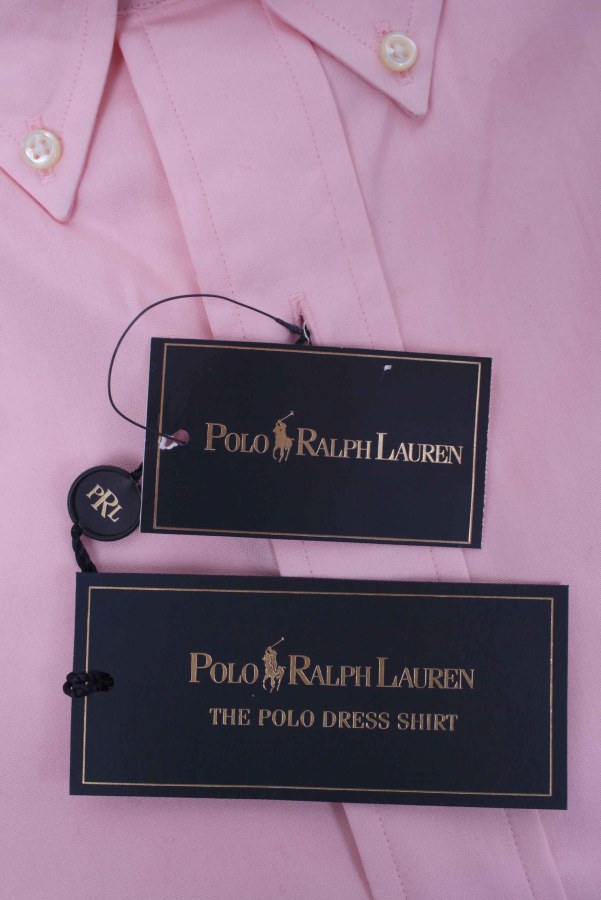 POLO RALPH LAUREN
PRL
POLO RALPH LAUREN
THE POLO DRESS SHIRT